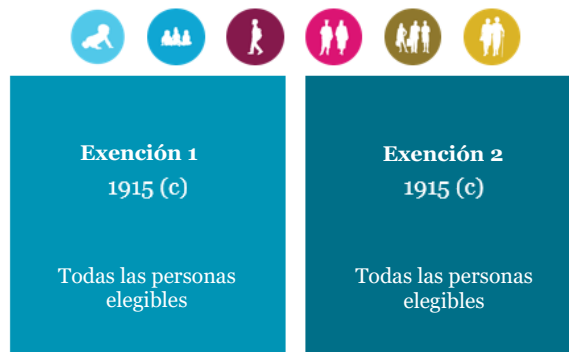 Exención 1
1915 (c)
Todas las personas
elegibles
Exención 2
1915 (c)
Todas las personas
elegibles